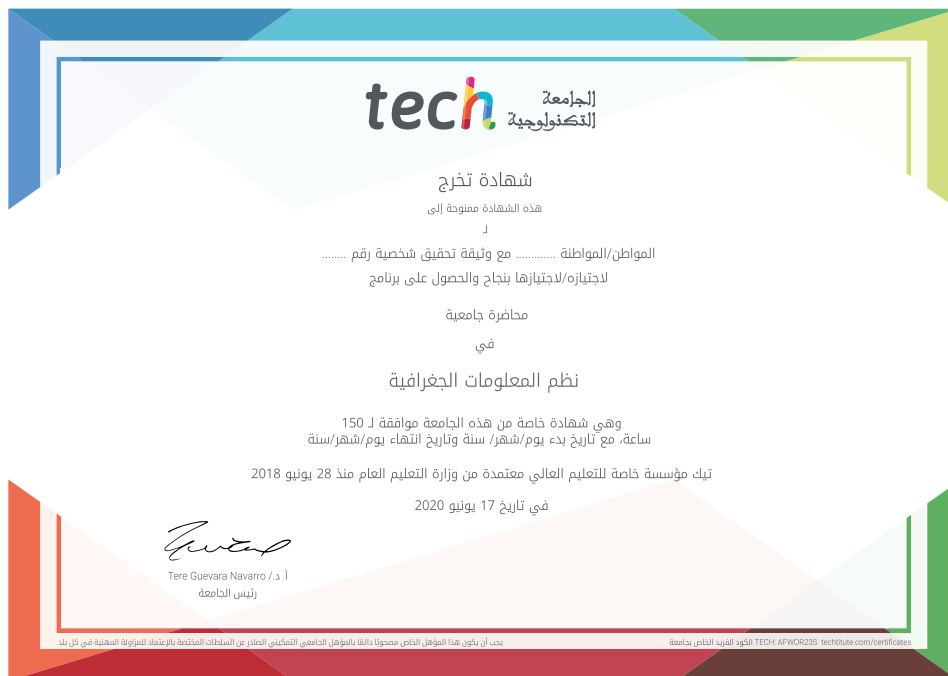 tech الجامعة
التكنولوجية
شهادة تخرج
هذه الشهادة ممنوحة إلى
لـ
المواطن/المواطنة ............. مع وثيقة تحقيق شخصية رقم ........
لاجتيازه/لاجتيازها بنجاح والحصول على برنامج
محاضرة جامعية
في
نظم المعلومات الجغرافية
وهي شهادة خاصة من هذه الجامعة موافقة لـ 150
ساعة، مع تاريخ بدء يوم/شهر/ سنة وتاريخ انتهاء يوم/شهر/سنة
تيك مؤسسة خاصة للتعليم العالي معتمدة من وزارة التعليم العام منذ 28 يونيو 2018
في تاريخ 17 يونيو 2020
أ. د./ Tere Guevara Navarro
رئيس الجامعة
يجب أن يكون هذا المؤهل الخاص مصحوبًا دائمًا بالمؤهل الجامعي التمكيني الصادر عن السلطات المختصة بالإعتماد للمزاولة المهنية في كل بلد.
الكود الفريد الخاص بجامعة TECH: AFWOR23S techtitute.com/certificates